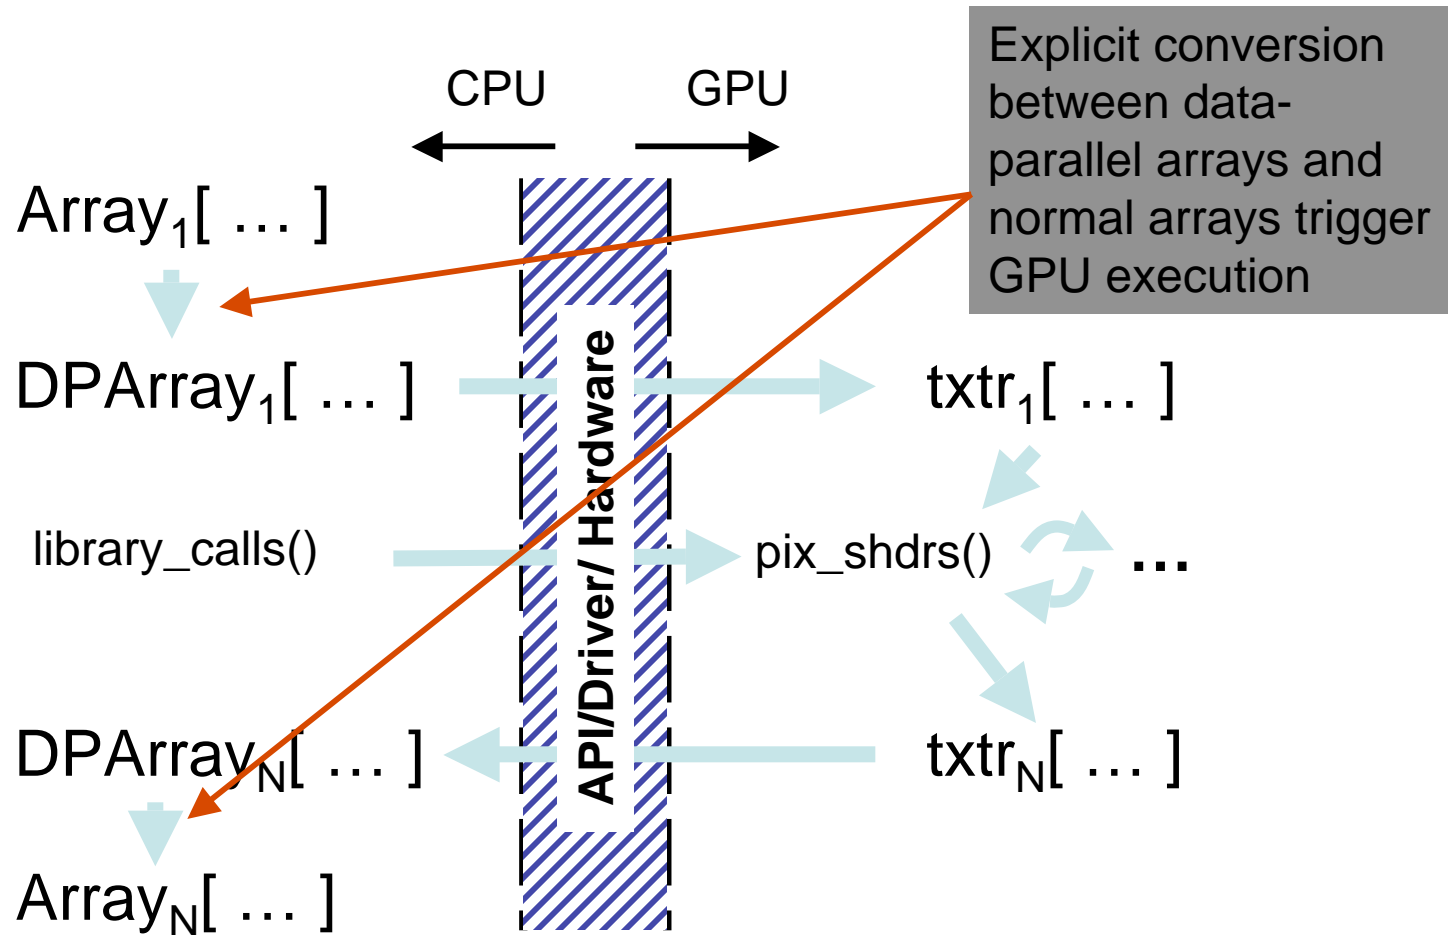 CPU GPU
Explicit conversion
between data-
parallel arrays and
normal arrays trigger
GPU execution
Array₁[ … ]
DPArray₁[ … ]
txtr₁[ … ]
API/Driver/ Hardware
library_calls()
pix_shdrs()
...
DPArrayN[ … ]
txtrN[ … ]
ArrayN[ … ]